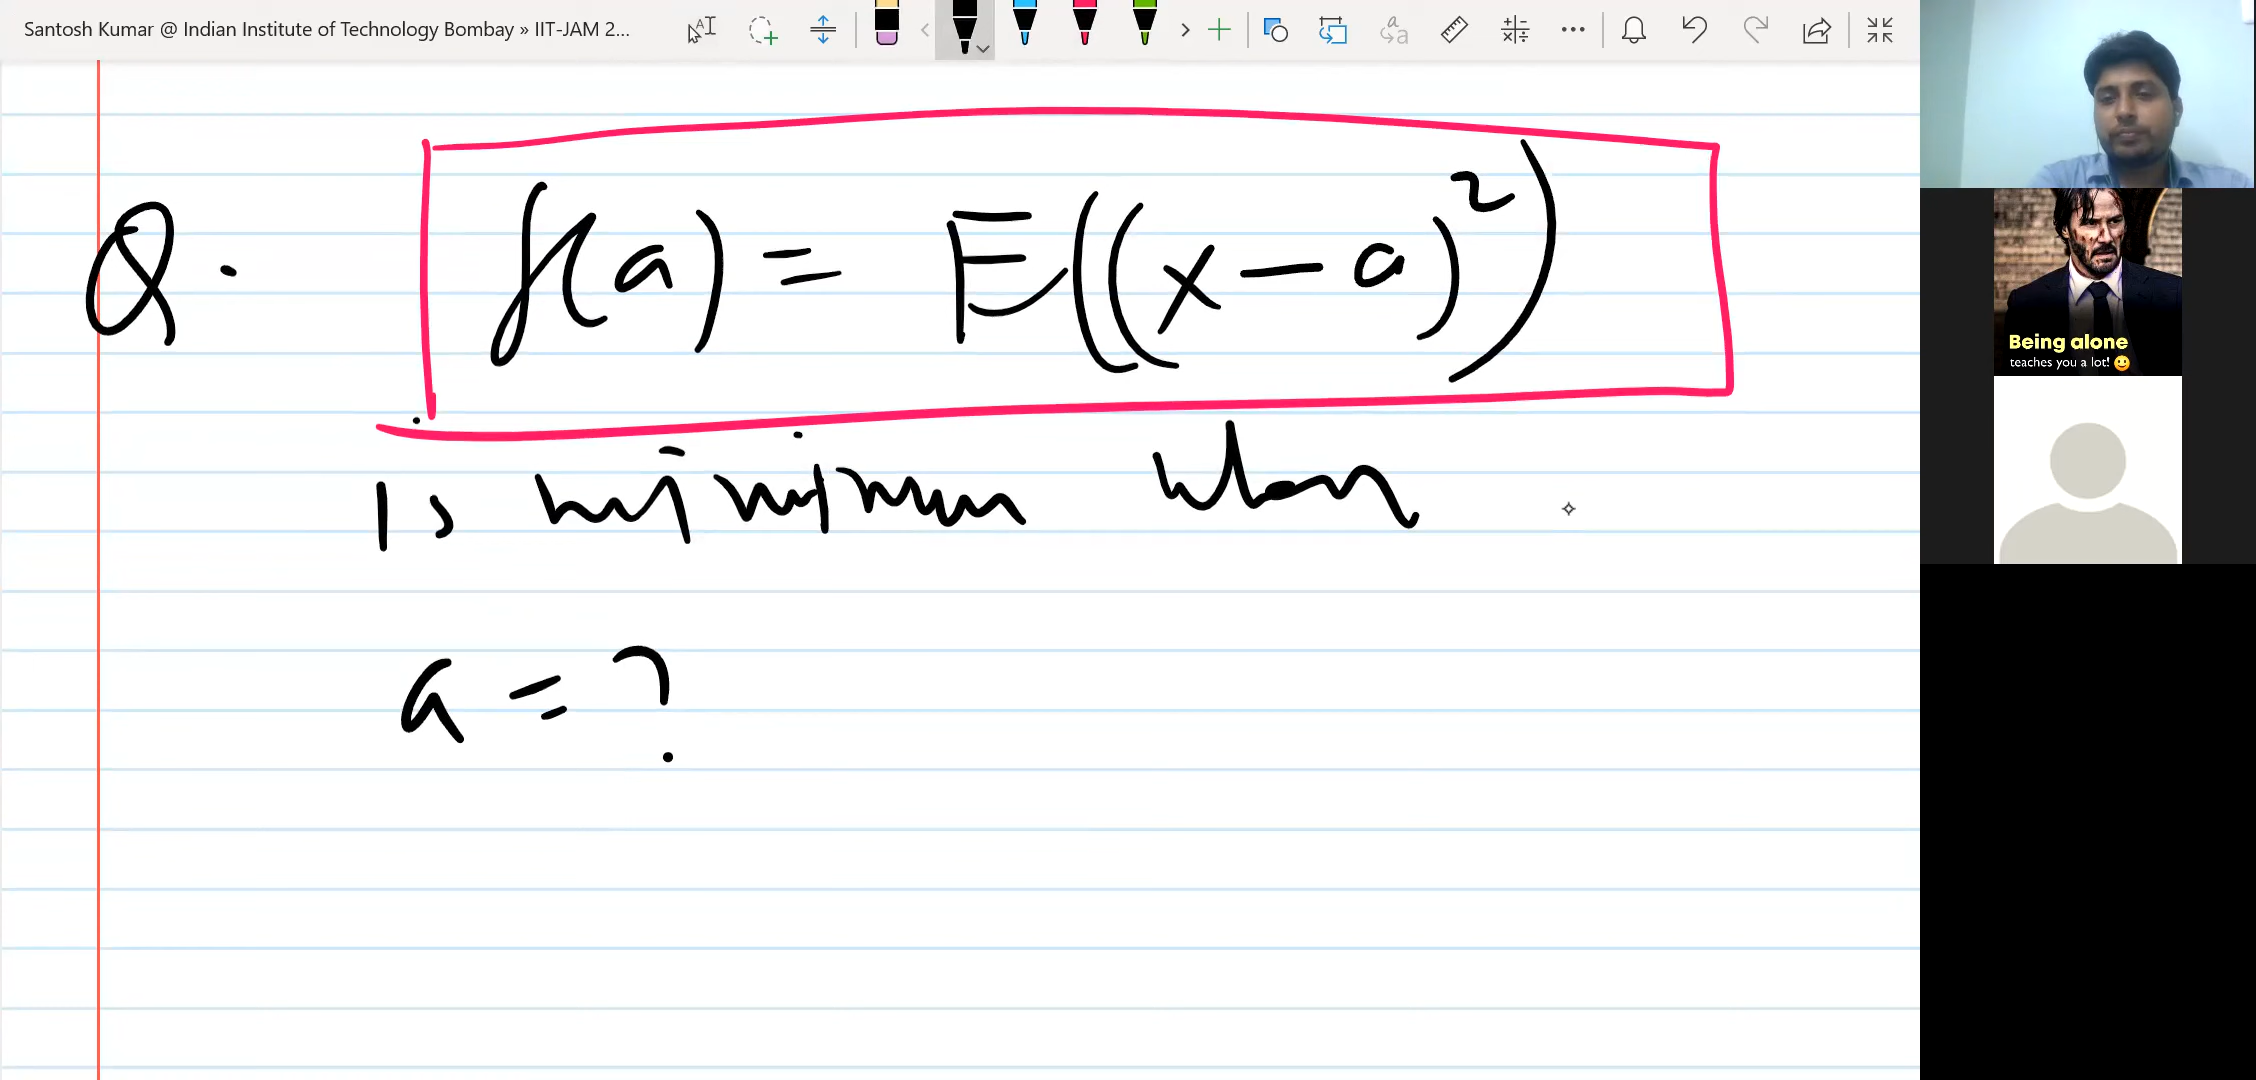 Santosh Kumar @ Indian Institute of Technology Bombay » IIT-JAM 2...
Q. f(a) = E((x-a)²)
is minimum when
a = ?
Being alone
teaches you a lot! 😀